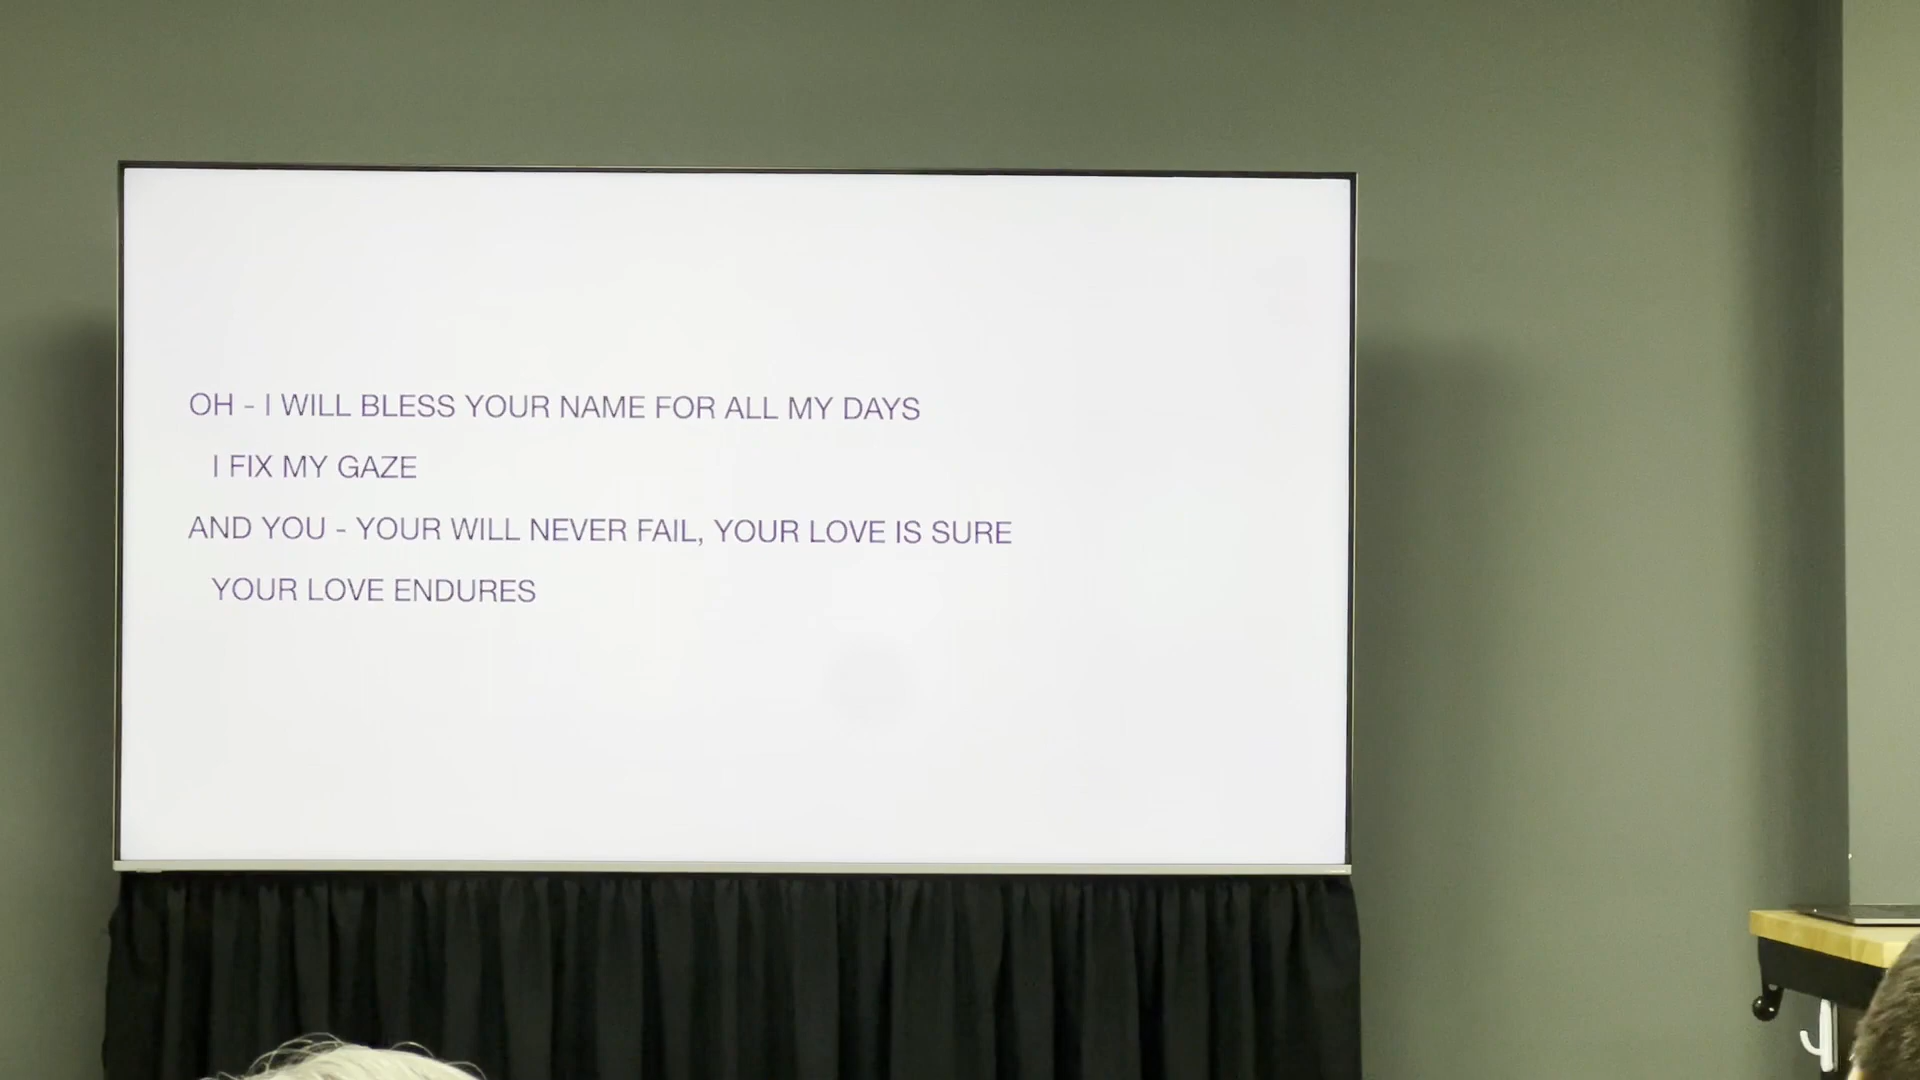 OH - I WILL BLESS YOUR NAME FOR ALL MY DAYS
I FIX MY GAZE
AND YOU - YOUR WILL NEVER FAIL, YOUR LOVE IS SURE
YOUR LOVE ENDURES